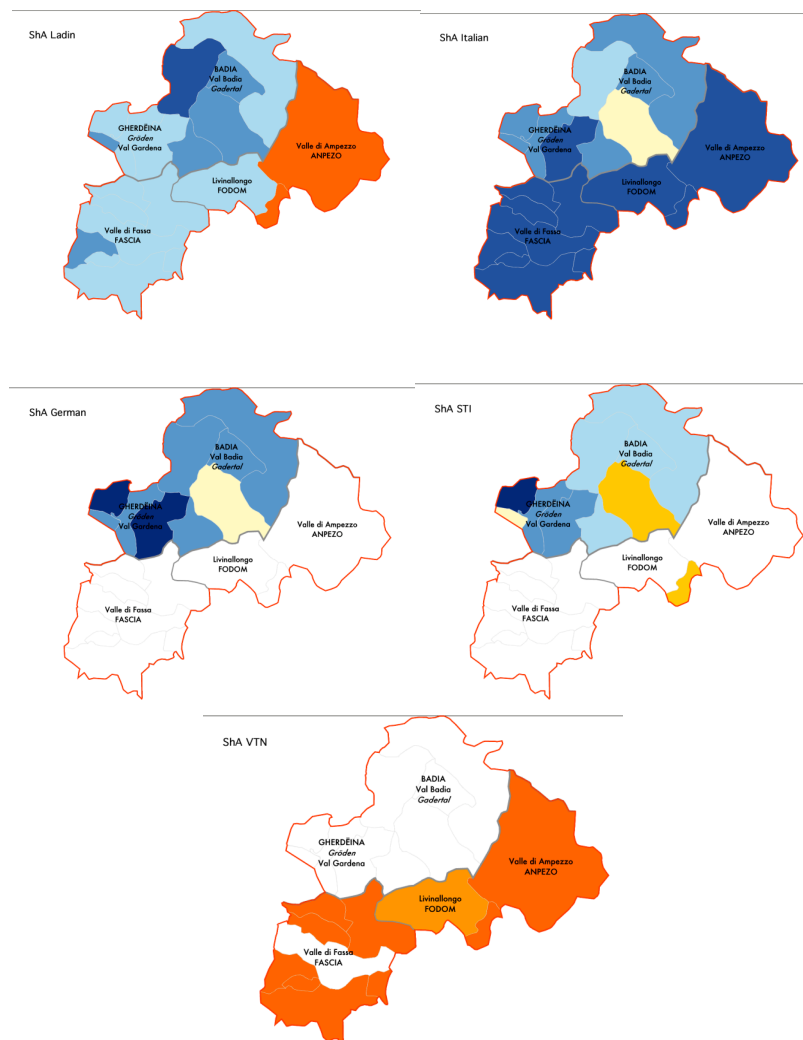 ShA Ladin
BADIA
Val Badia
Gadertal
GHERDËINA
Gröden
Val Gardena
Valle di Ampezzo
ANPEZO
Livinallongo
FODOM
Valle di Fassa
FASCIA
ShA Italian
BADIA
Val Badia
Gadertal
GHERDËINA
Gröden
Val Gardena
Valle di Ampezzo
ANPEZO
Livinallongo
FODOM
Valle di Fassa
FASCIA
ShA German
BADIA
Val Badia
Gadertal
GHERDËINA
Gröden
Val Gardena
Valle di Ampezzo
ANPEZO
Livinallongo
FODOM
Valle di Fassa
FASCIA
ShA STI
BADIA
Val Badia
Gadertal
GHERDËINA
Gröden
Val Gardena
Valle di Ampezzo
ANPEZO
Livinallongo
FODOM
Valle di Fassa
FASCIA
ShA VTN
BADIA
Val Badia
Gadertal
GHERDËINA
Gröden
Val Gardena
Valle di Ampezzo
ANPEZO
Livinallongo
FODOM
Valle di Fassa
FASCIA